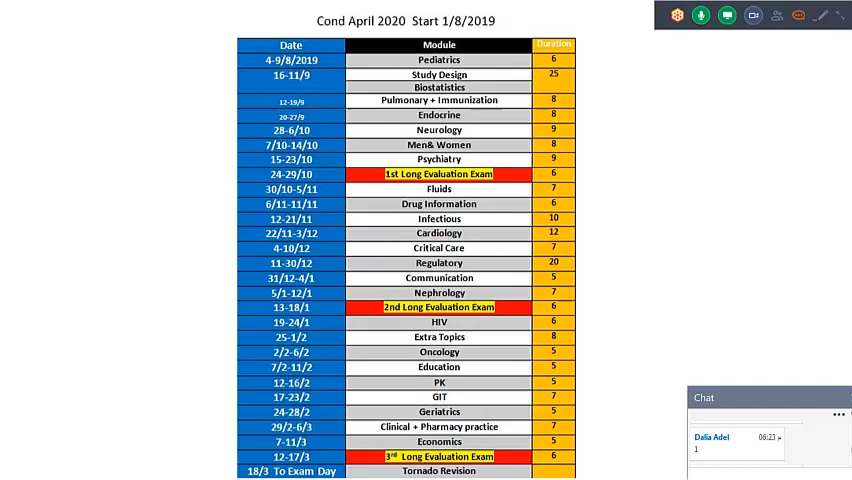 Cond April 2020 Start 1/8/2019
Date Module Duration
4-9/8/2019 Pediatrics 6
16-11/9 Study Design 25
Biostatistics
12-19/9 Pulmonary + Immunization 8
20-27/9 Endocrine 8
28-6/10 Neurology 9
7/10-14/10 Men& Women 8
15-23/10 Psychiatry 9
24-29/10 1st Long Evaluation Exam 6
30/10-5/11 Fluids 7
6/11-11/11 Drug Information 6
12-21/11 Infectious 10
22/11-3/12 Cardiology 12
4-10/12 Critical Care 7
11-30/12 Regulatory 20
31/12-4/1 Communication 5
5/1-12/1 Nephrology 7
13-18/1 2nd Long Evaluation Exam 6
19-24/1 HIV 6
25-1/2 Extra Topics 8
2/2-6/2 Oncology 5
7/2-11/2 Education 5
12-16/2 PK 5
17-23/2 GIT 7
24-28/2 Geriatrics 5
29/2-6/3 Clinical + Pharmacy practice 7
7-11/3 Economics 5
12-17/3 3rd Long Evaluation Exam 6
18/3 To Exam Day Tornado Revision
Chat
Dalia Adel 06:23
1